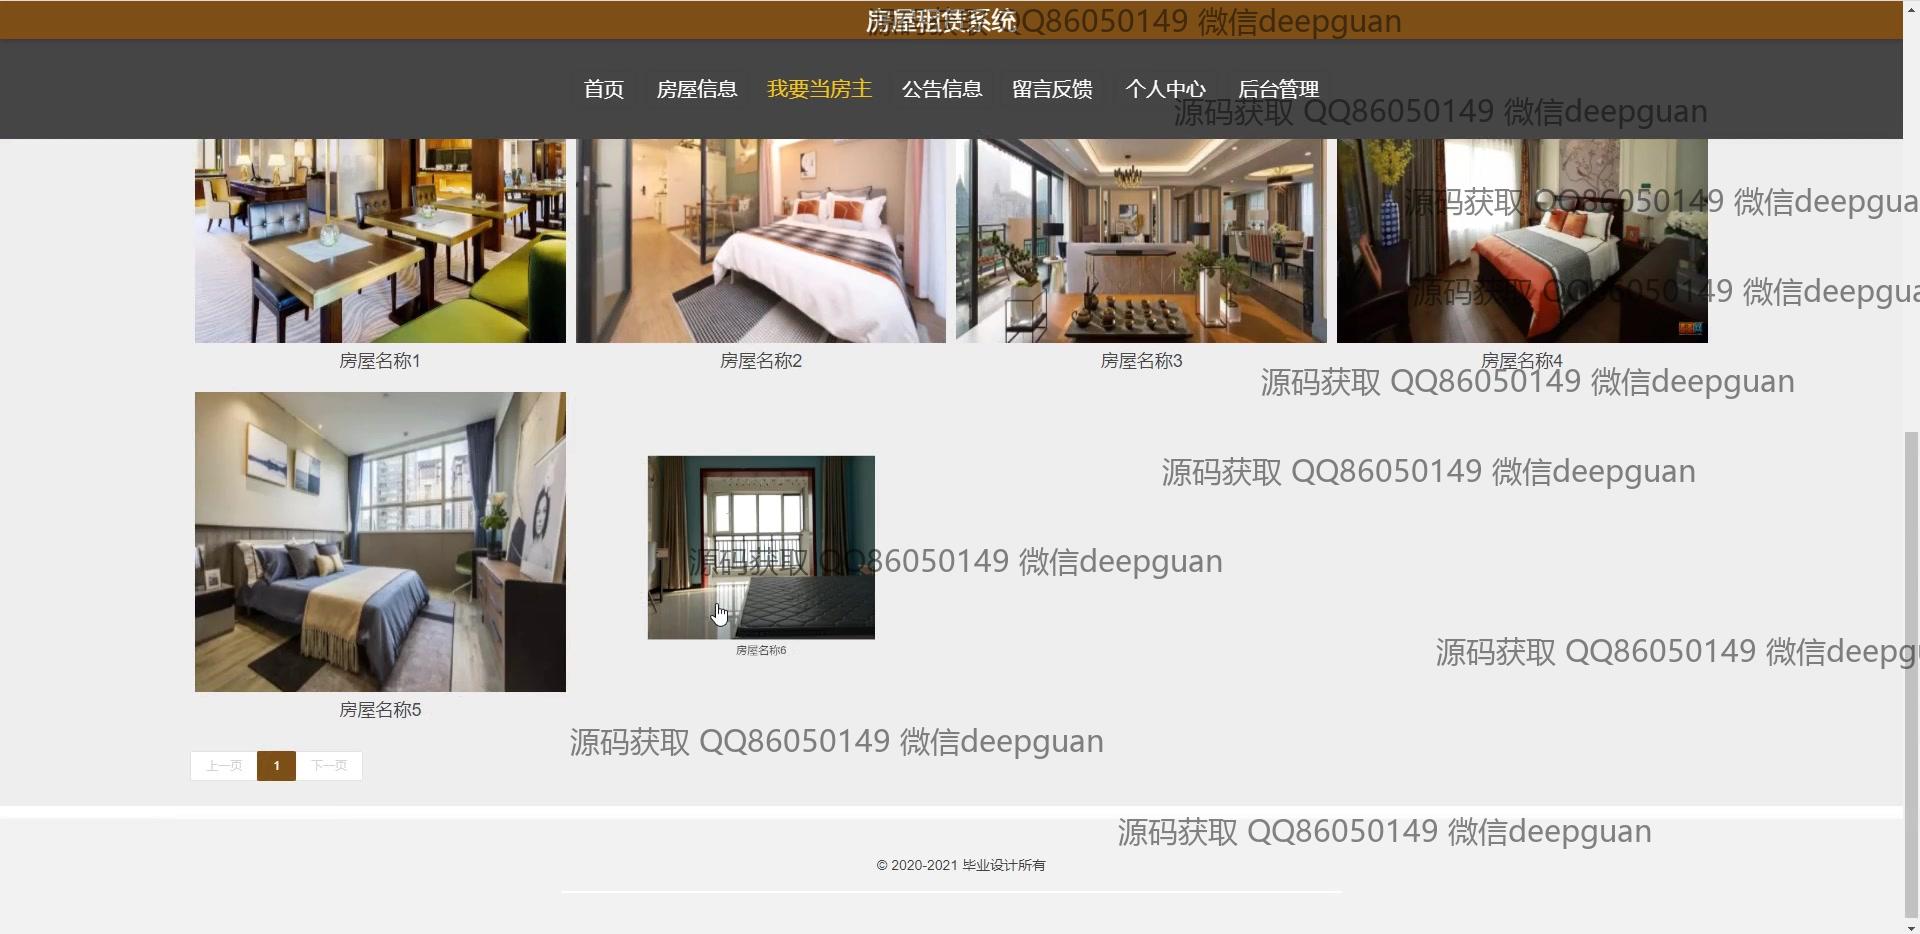 房屋租赁系统
源码获取 QQ86050149 微信deepguan
首页 房屋信息 我要当房主 公告信息 留言反馈 个人中心 后台管理
源码获取 QQ86050149 微信deepguan
源码获取 QQ86050149 微信deepgua
源码获取 QQ86050149 微信deepgua
房屋名称1 房屋名称2 房屋名称3 房屋名称4
源码获取 QQ86050149 微信deepguan
源码获取 QQ86050149 微信deepguan
源码获取 QQ86050149 微信deepguan
房屋名称6
源码获取 QQ86050149 微信deepgu
房屋名称5
源码获取 QQ86050149 微信deepguan
上一页 1 下一页
源码获取 QQ86050149 微信deepguan
© 2020-2021 毕业设计所有